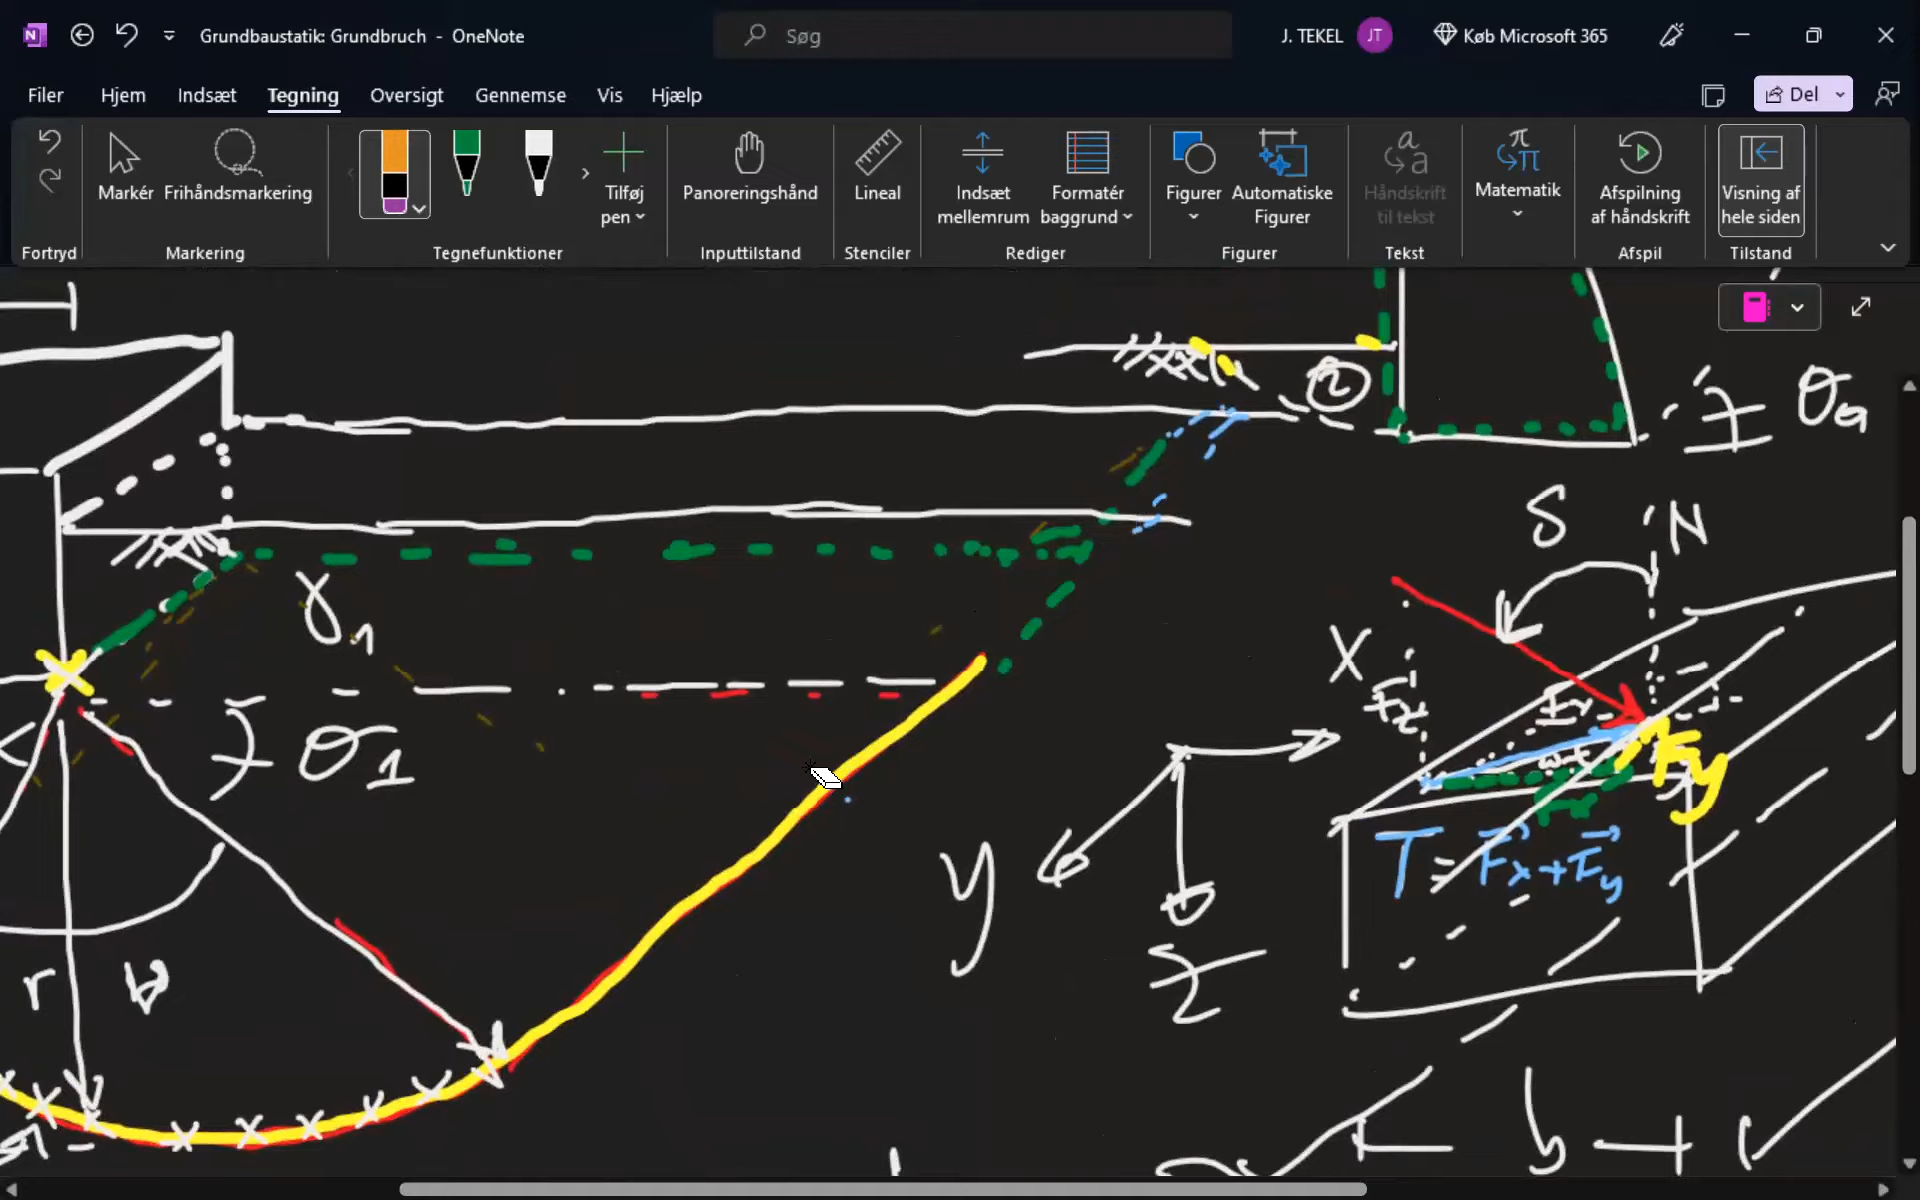 Grundbaustatik: Grundbruch - OneNote
Søg
J. TEKEL
JT
Køb Microsoft 365
Filer Hjem Indsæt Tegning Oversigt Gennemse Vis Hjælp
Del
Markér
Frihåndsmarkering
Tilføj pen
Panoreringshånd
Lineal
Indsæt mellemrum
Formatér baggrund
Figurer
Automatiske Figurer
Håndskrift til tekst
Matematik
Afspilning af håndskrift
Visning af hele siden
Fortryd
Markering
Tegnefunktioner
Inputtilstand
Stenciler
Rediger
Figurer
Tekst
Afspil
Tilstand
2
S
N
γ1
X
σ1
Fy
y
T = Fx + Fy
z
r
b